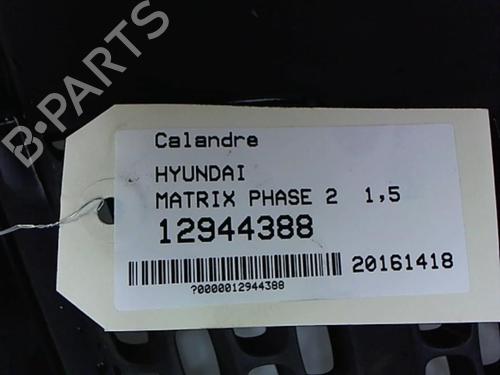 B-PARTS
Calandre
HYUNDAI
MATRIX PHASE 2 1,5
12944388
20161418
?0000012944388